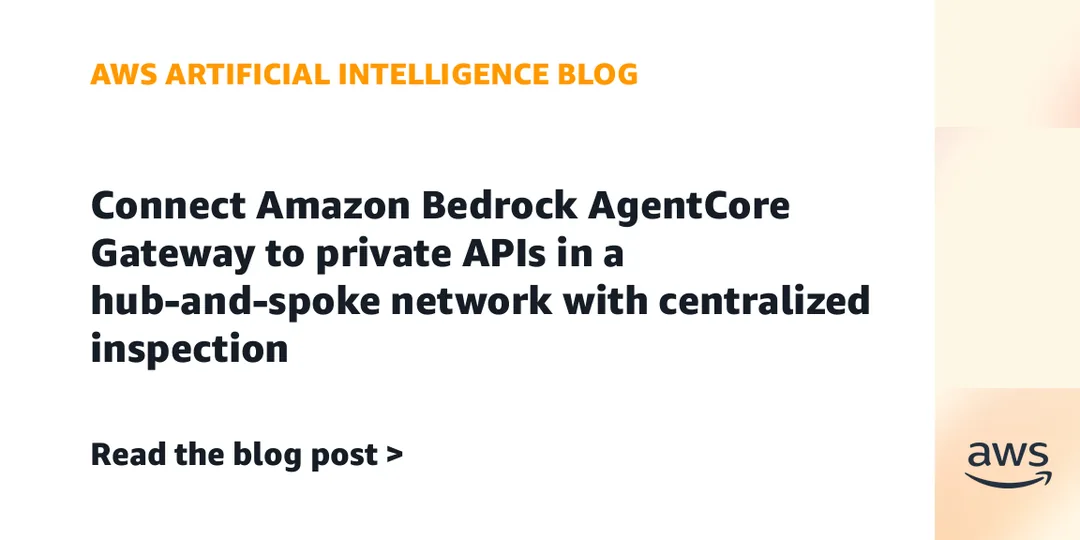 AWS ARTIFICIAL INTELLIGENCE BLOG
Connect Amazon Bedrock AgentCore
Gateway to private APIs in a
hub-and-spoke network with centralized
inspection
Read the blog post >
aws